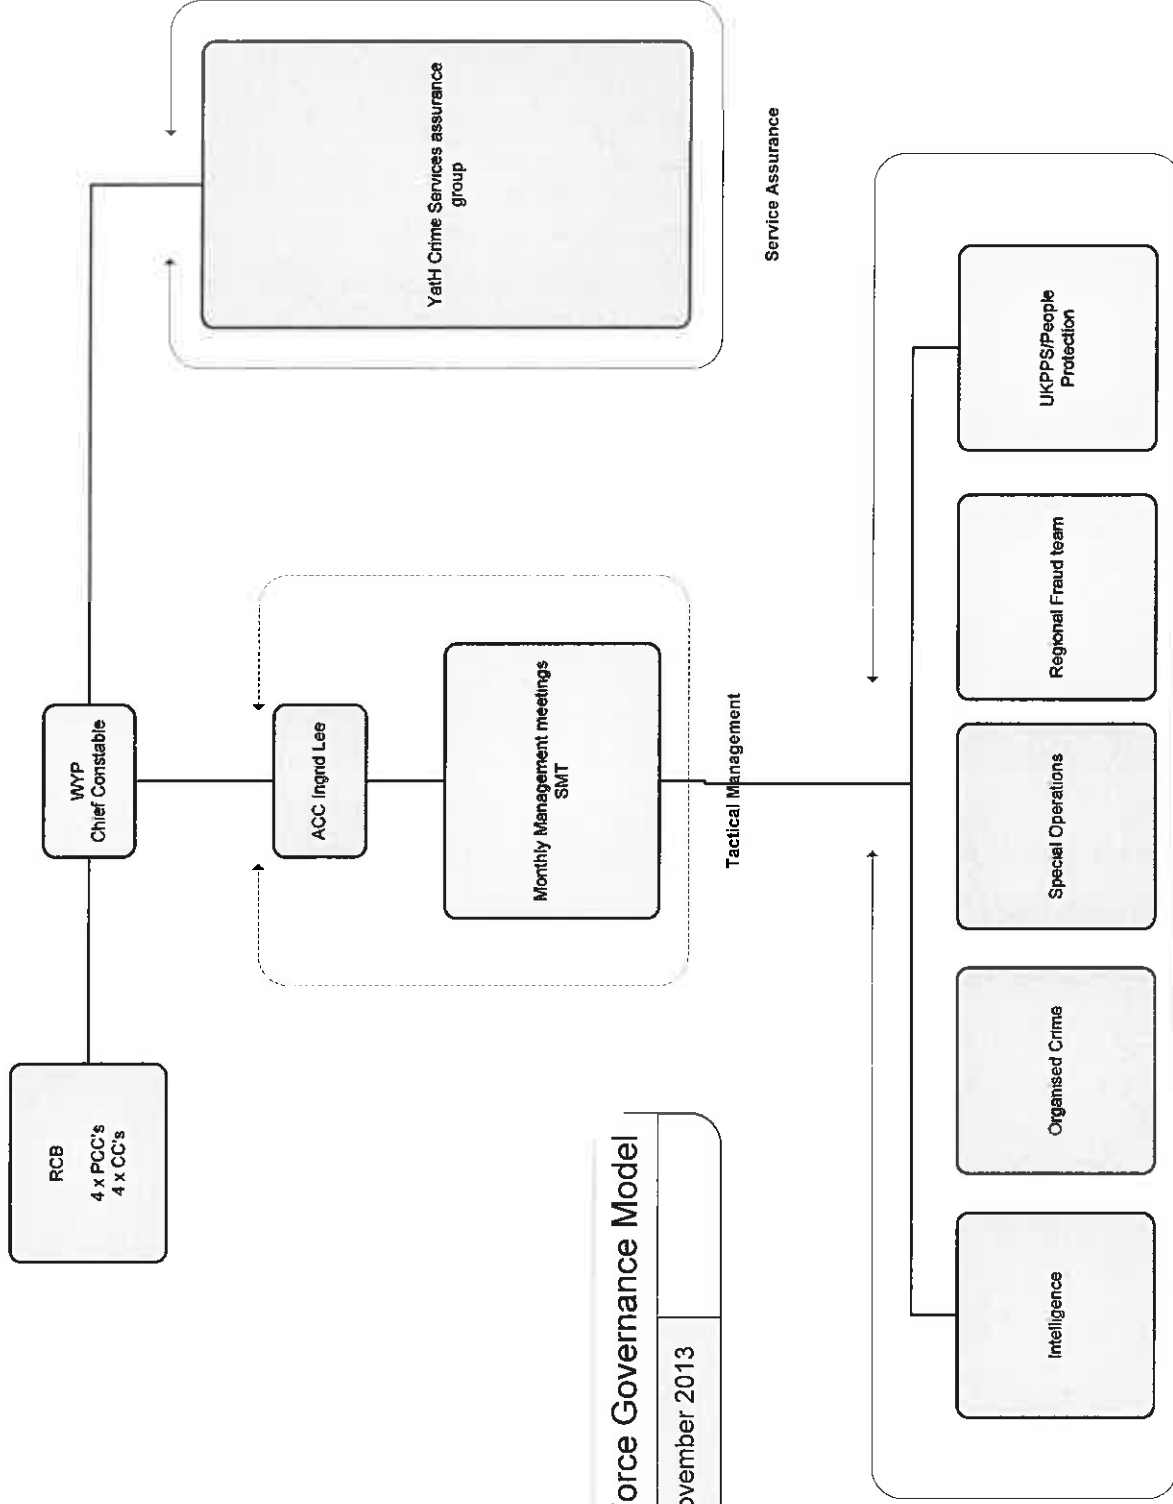 RCB
4 x PCC's
4 x CC's
WYP
Chief Constable
ACC Ingrid Lee
Monthly Management meetings
SMT
YatH Crime Services assurance
group
orce Governance Model
ovember 2013
Tactical Management
Service Assurance
Intelligence
Organised Crime
Special Operations
Regional Fraud team
UKPPS/People
Protection